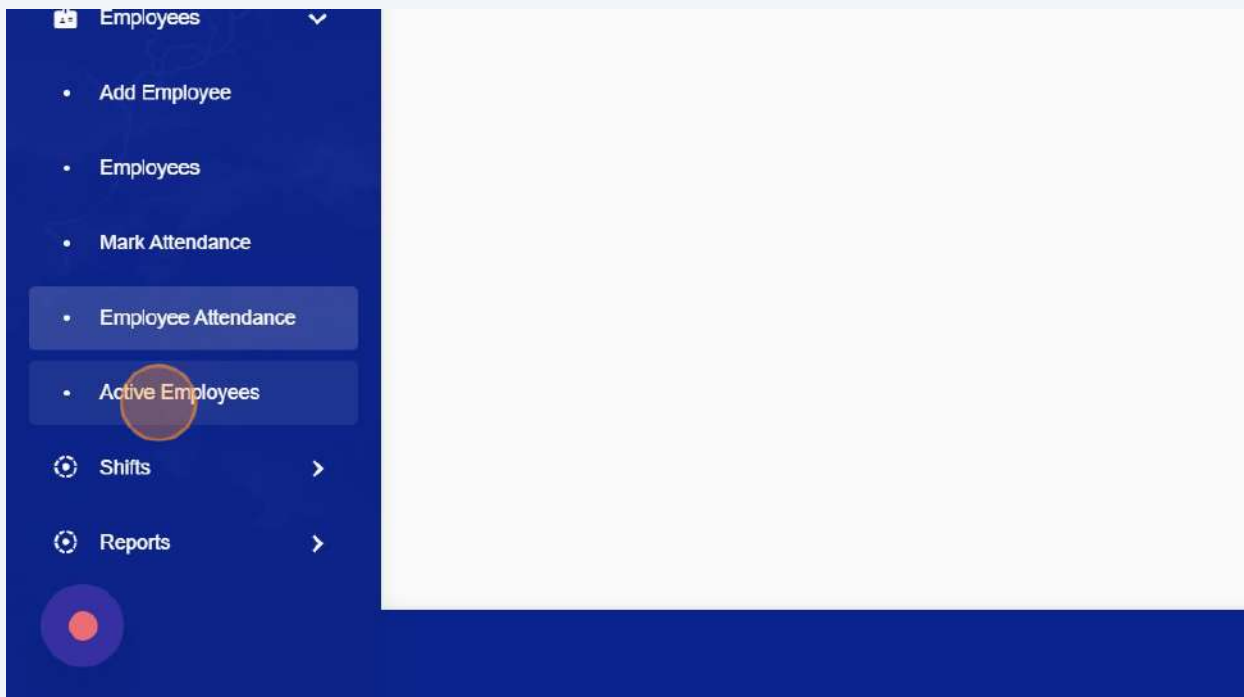 Employees
Add Employee
Employees
Mark Attendance
Employee Attendance
Active Employees
Shifts
Reports